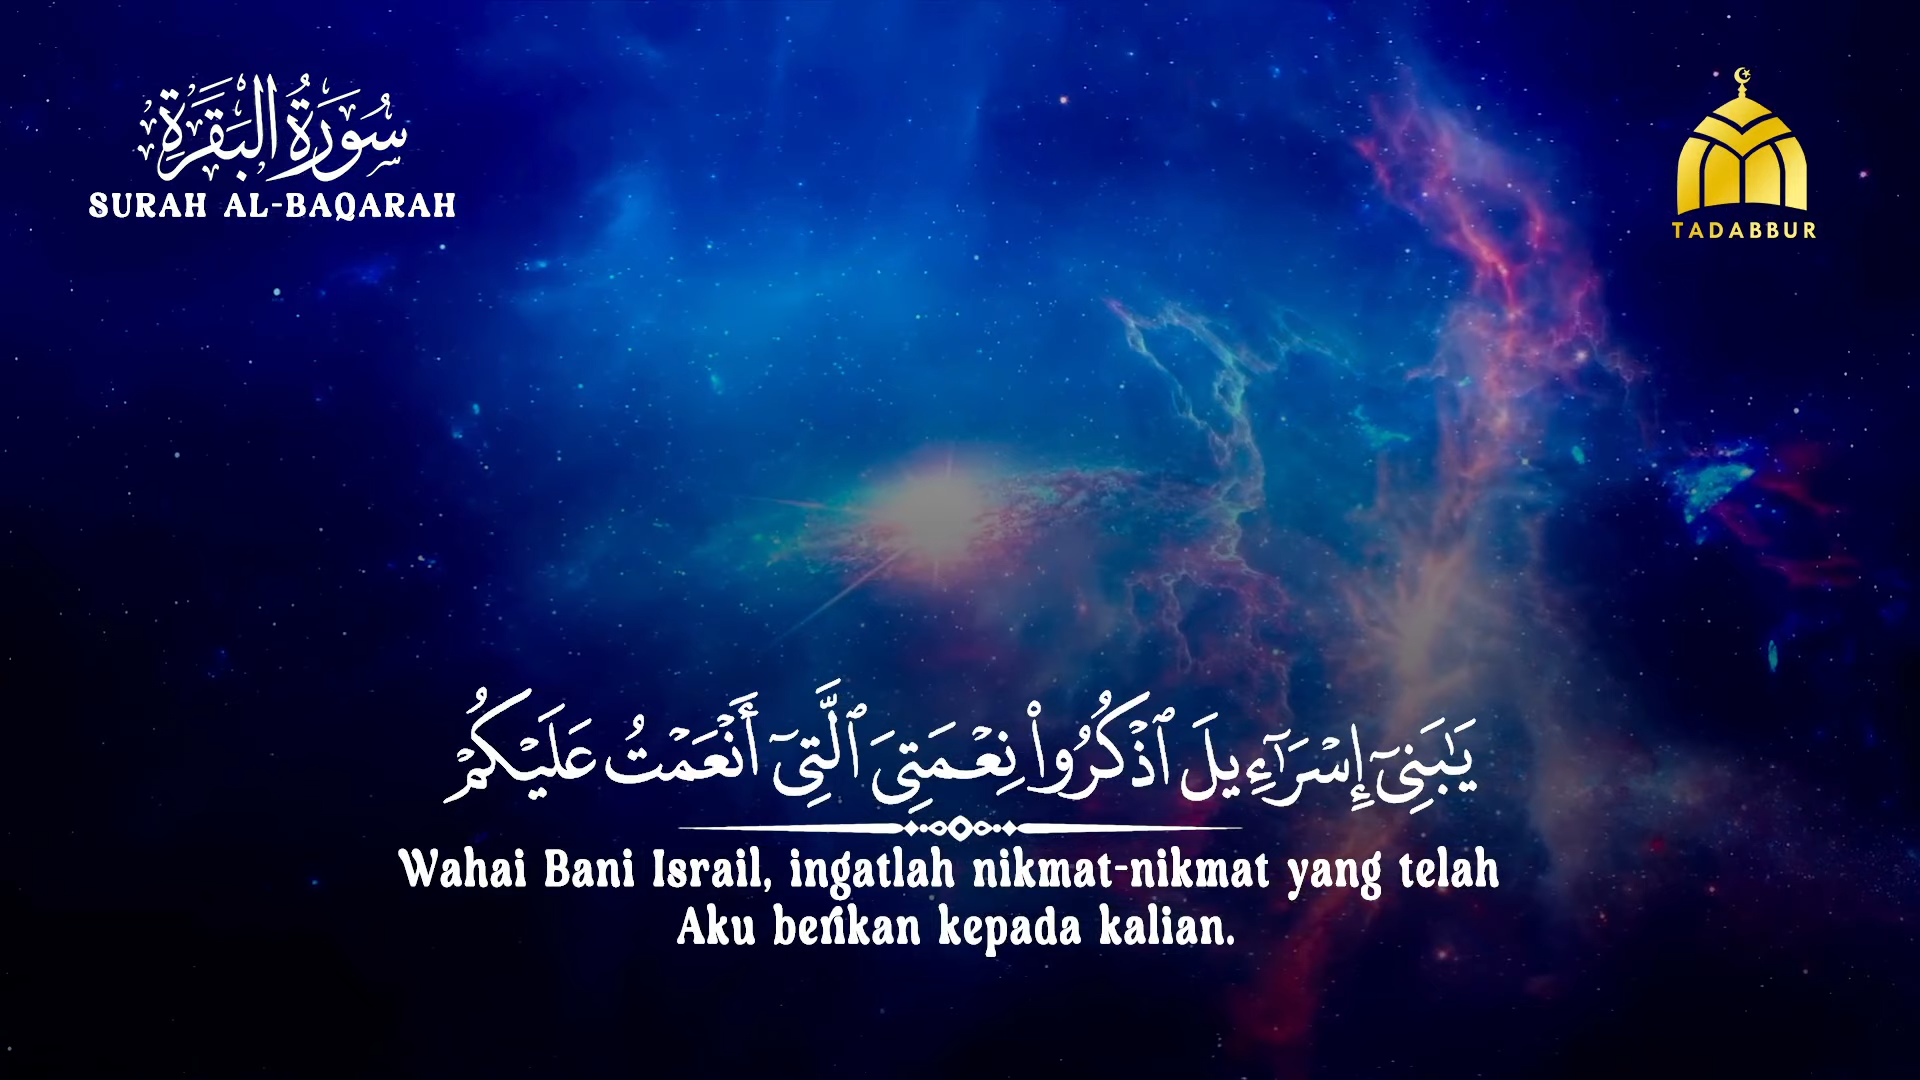 سُورَةُ البَقَرَةِ
SURAH AL-BAQARAH
TADABBUR
يَـٰبَنِىٓ إِسْرَٰٓءِيلَ ٱذْكُرُوا۟ نِعْمَتِىَ ٱلَّتِىٓ أَنْعَمْتُ عَلَيْكُمْ
Wahai Bani Israil, ingatlah nikmat-nikmat yang telah
Aku berikan kepada kalian.